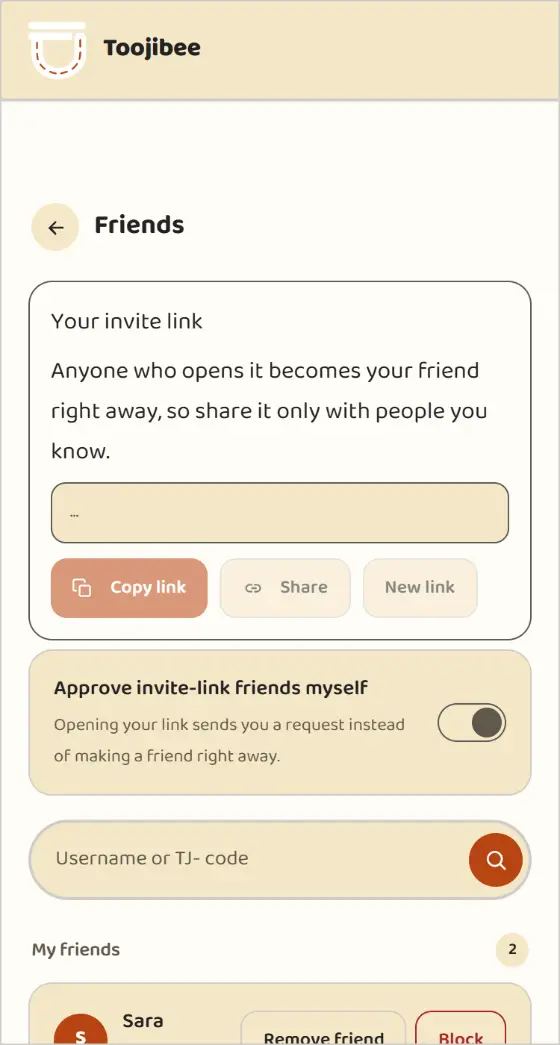 Toojibee
Friends
Your invite link
Anyone who opens it becomes your friend
right away, so share it only with people you
know.
...
Copy link
Share
New link
Approve invite-link friends myself
Opening your link sends you a request instead
of making a friend right away.
Username or TJ- code
My friends
2
S
Sara
Remove friend
Block